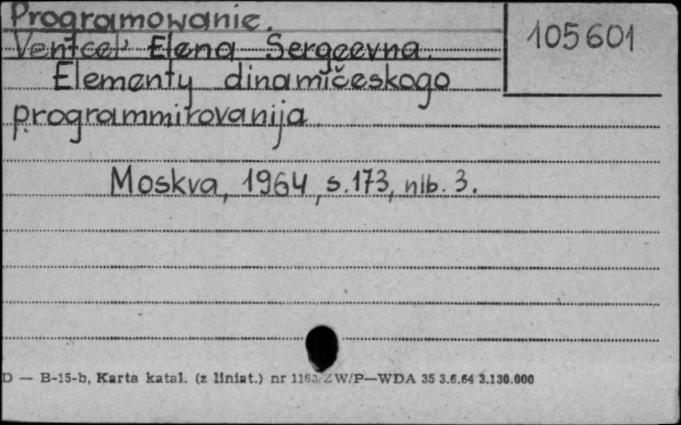 Programowanie.
105601
Ventcel' Elena Sergeevna.
Elementy dinamičeskogo
programmirovanija
Moskva, 1964, s. 173, nlb. 3.
D — B-15-b, Karta katal. (z liniat.) nr 1163 ZW/P—WDA 35 3.6.64 3.130.000